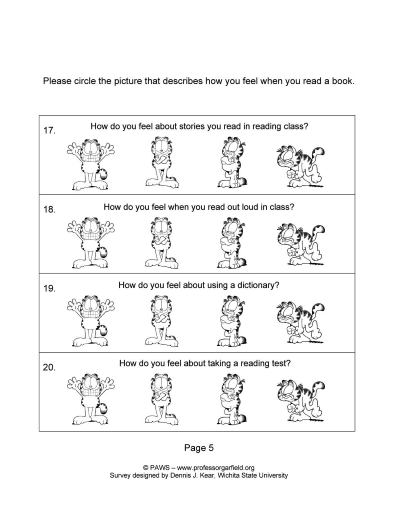 Please circle the picture that describes how you feel when you read a book.
17.
How do you feel about stories you read in reading class?
18.
How do you feel when you read out loud in class?
19.
How do you feel about using a dictionary?
20.
How do you feel about taking a reading test?
Page 5
© PAWS – www.professorgarfield.org
Survey designed by Dennis J. Kear, Wichita State University